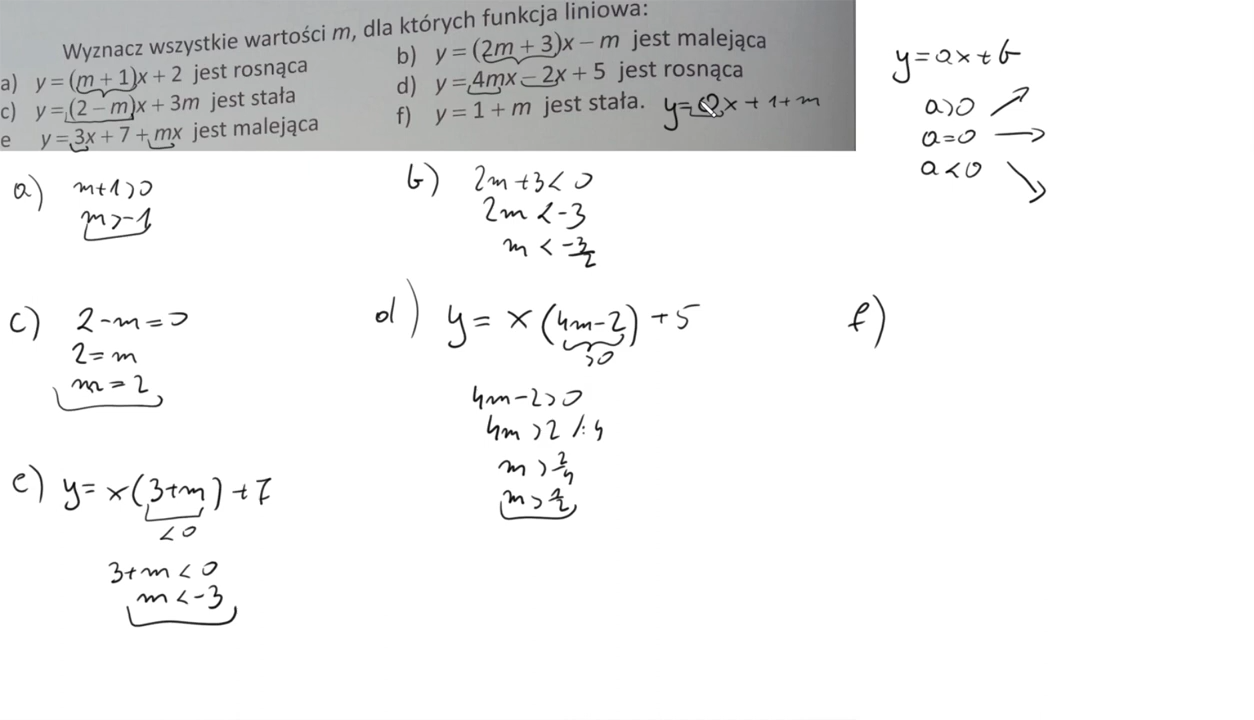 Wyznacz wszystkie wartości m, dla których funkcja liniowa:
a) y = (m + 1)x + 2 jest rosnąca
b) y = (2m + 3)x − m jest malejąca
c) y = (2 − m)x + 3m jest stała
d) y = 4mx − 2x + 5 jest rosnąca
e y = 3x + 7 + mx jest malejąca
f) y = 1 + m jest stała. y=0x+1+m
y=ax+b
a>0
a=0
a<0
a) m+1>0
m>-1
b) 2m+3<0
2m<-3
m<-3/2
c) 2-m=0
2=m
m=2
d) y= x(4m-2)+5
>0
4m-2>0
4m>2 /:4
m>2/4
m>1/2
e) y= x(3+m)+7
<0
3+m<0
m<-3
f)